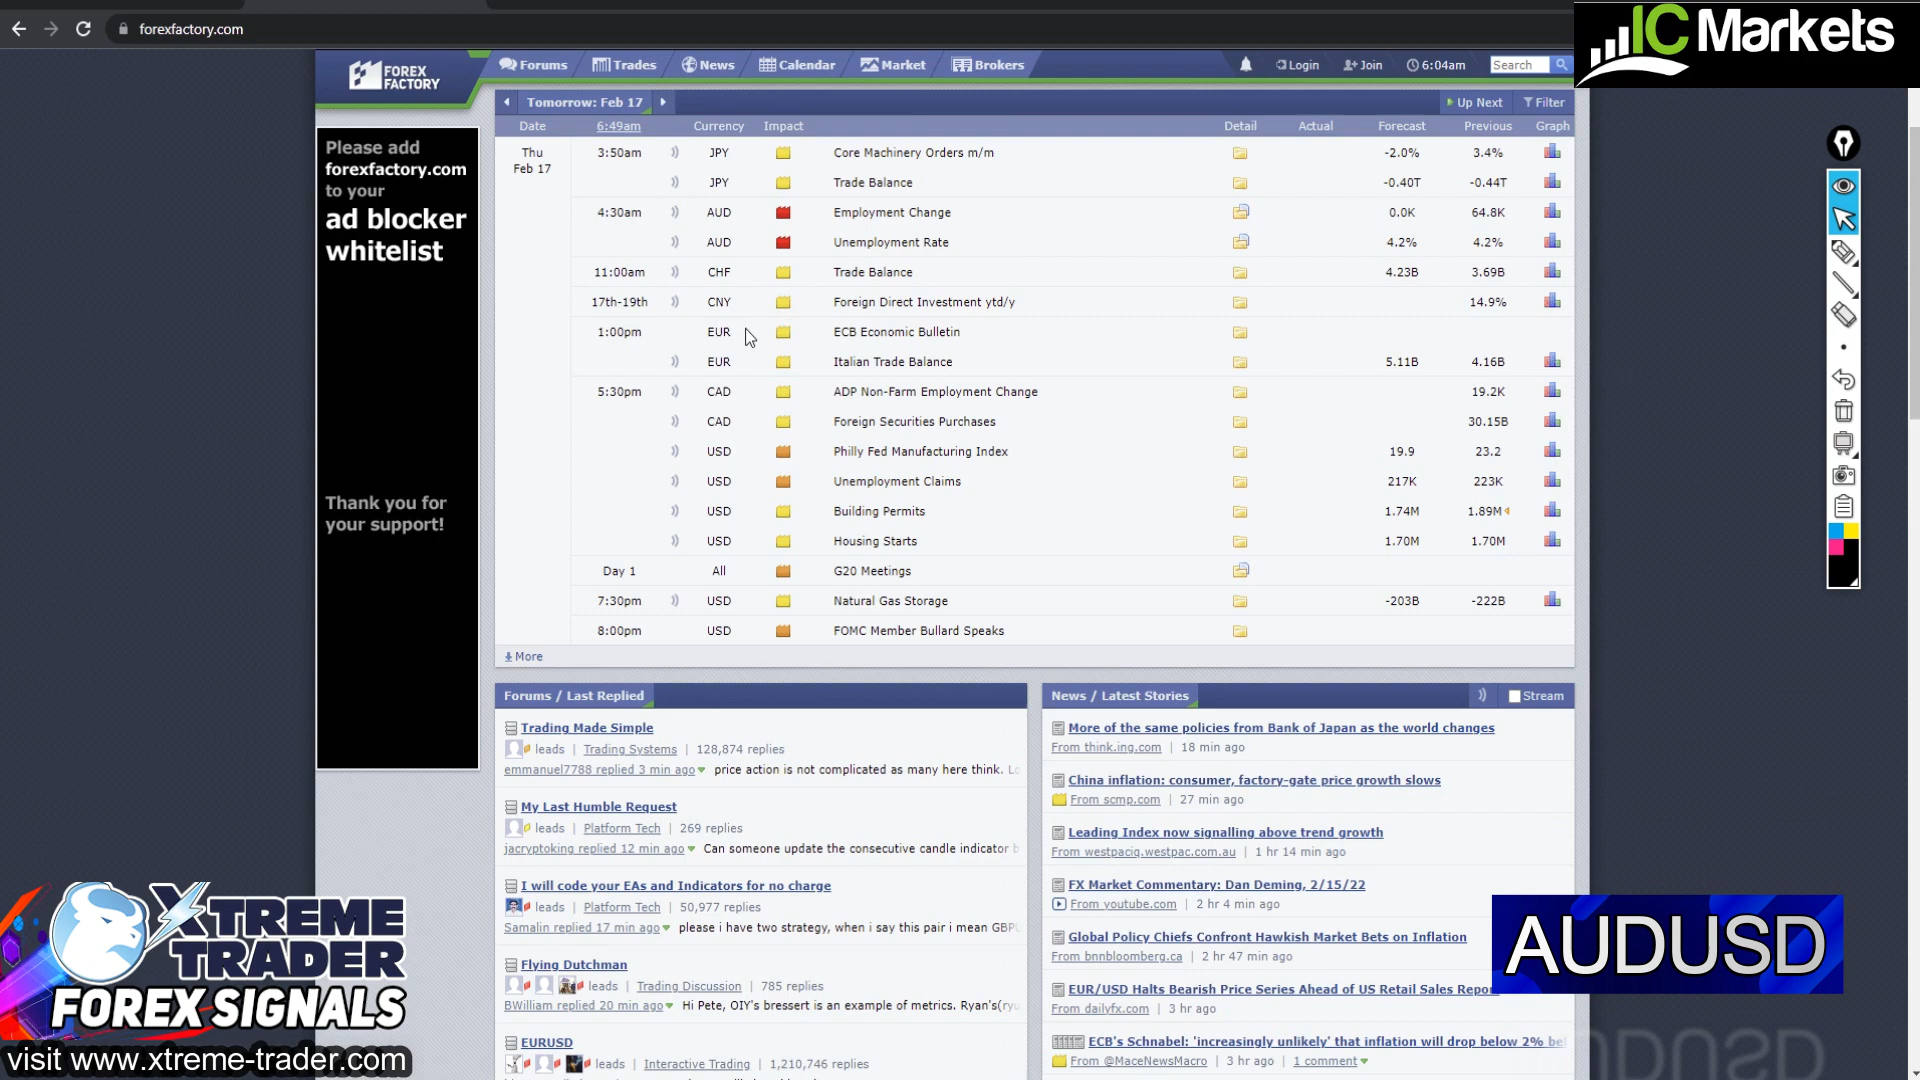 forexfactory.com
IC Markets
FOREX FACTORY
Forums Trades News Calendar Market Brokers
Login Join 6:04am Search
Tomorrow: Feb 17 Up Next Filter
Date 6:49am Currency Impact Detail Actual Forecast Previous Graph
Thu Feb 17
3:50am JPY Core Machinery Orders m/m -2.0% 3.4%
JPY Trade Balance -0.40T -0.44T
4:30am AUD Employment Change 0.0K 64.8K
AUD Unemployment Rate 4.2% 4.2%
11:00am CHF Trade Balance 4.23B 3.69B
17th-19th CNY Foreign Direct Investment ytd/y 14.9%
1:00pm EUR ECB Economic Bulletin
EUR Italian Trade Balance 5.11B 4.16B
5:30pm CAD ADP Non-Farm Employment Change 19.2K
CAD Foreign Securities Purchases 30.15B
USD Philly Fed Manufacturing Index 19.9 23.2
USD Unemployment Claims 217K 223K
USD Building Permits 1.74M 1.89M
USD Housing Starts 1.70M 1.70M
Day 1 All G20 Meetings
7:30pm USD Natural Gas Storage -203B -222B
8:00pm USD FOMC Member Bullard Speaks
More
Please add
forexfactory.com
to your
ad blocker
whitelist
Thank you for
your support!
Forums / Last Replied
Trading Made Simple
leads | Trading Systems | 128,874 replies
emmanuel7788 replied 3 min ago price action is not complicated as many here think. Lo
My Last Humble Request
leads | Platform Tech | 269 replies
jacryptoking replied 12 min ago Can someone update the consecutive candle indicator b
I will code your EAs and Indicators for no charge
leads | Platform Tech | 50,977 replies
Samalin replied 17 min ago please i have two strategy, when i say this pair i mean GBP
Flying Dutchman
leads | Trading Discussion | 785 replies
BWilliam replied 20 min ago Hi Pete, OIY's bressert is an example of metrics. Ryan's(ryu
EURUSD
leads | Interactive Trading | 1,210,746 replies
News / Latest Stories Stream
More of the same policies from Bank of Japan as the world changes
From think.ing.com | 18 min ago
China inflation: consumer, factory-gate price growth slows
From scmp.com | 27 min ago
Leading Index now signalling above trend growth
From westpaciq.westpac.com.au | 1 hr 14 min ago
FX Market Commentary: Dan Deming, 2/15/22
From youtube.com | 2 hr 4 min ago
Global Policy Chiefs Confront Hawkish Market Bets on Inflation
From bnnbloomberg.ca | 2 hr 47 min ago
EUR/USD Halts Bearish Price Series Ahead of US Retail Sales Repor
From dailyfx.com | 3 hr ago
ECB's Schnabel: 'increasingly unlikely' that inflation will drop below 2% be
From @MaceNewsMacro | 3 hr ago | 1 comment
XTREME
TRADER
FOREX SIGNALS
visit www.xtreme-trader.com
AUDUSD